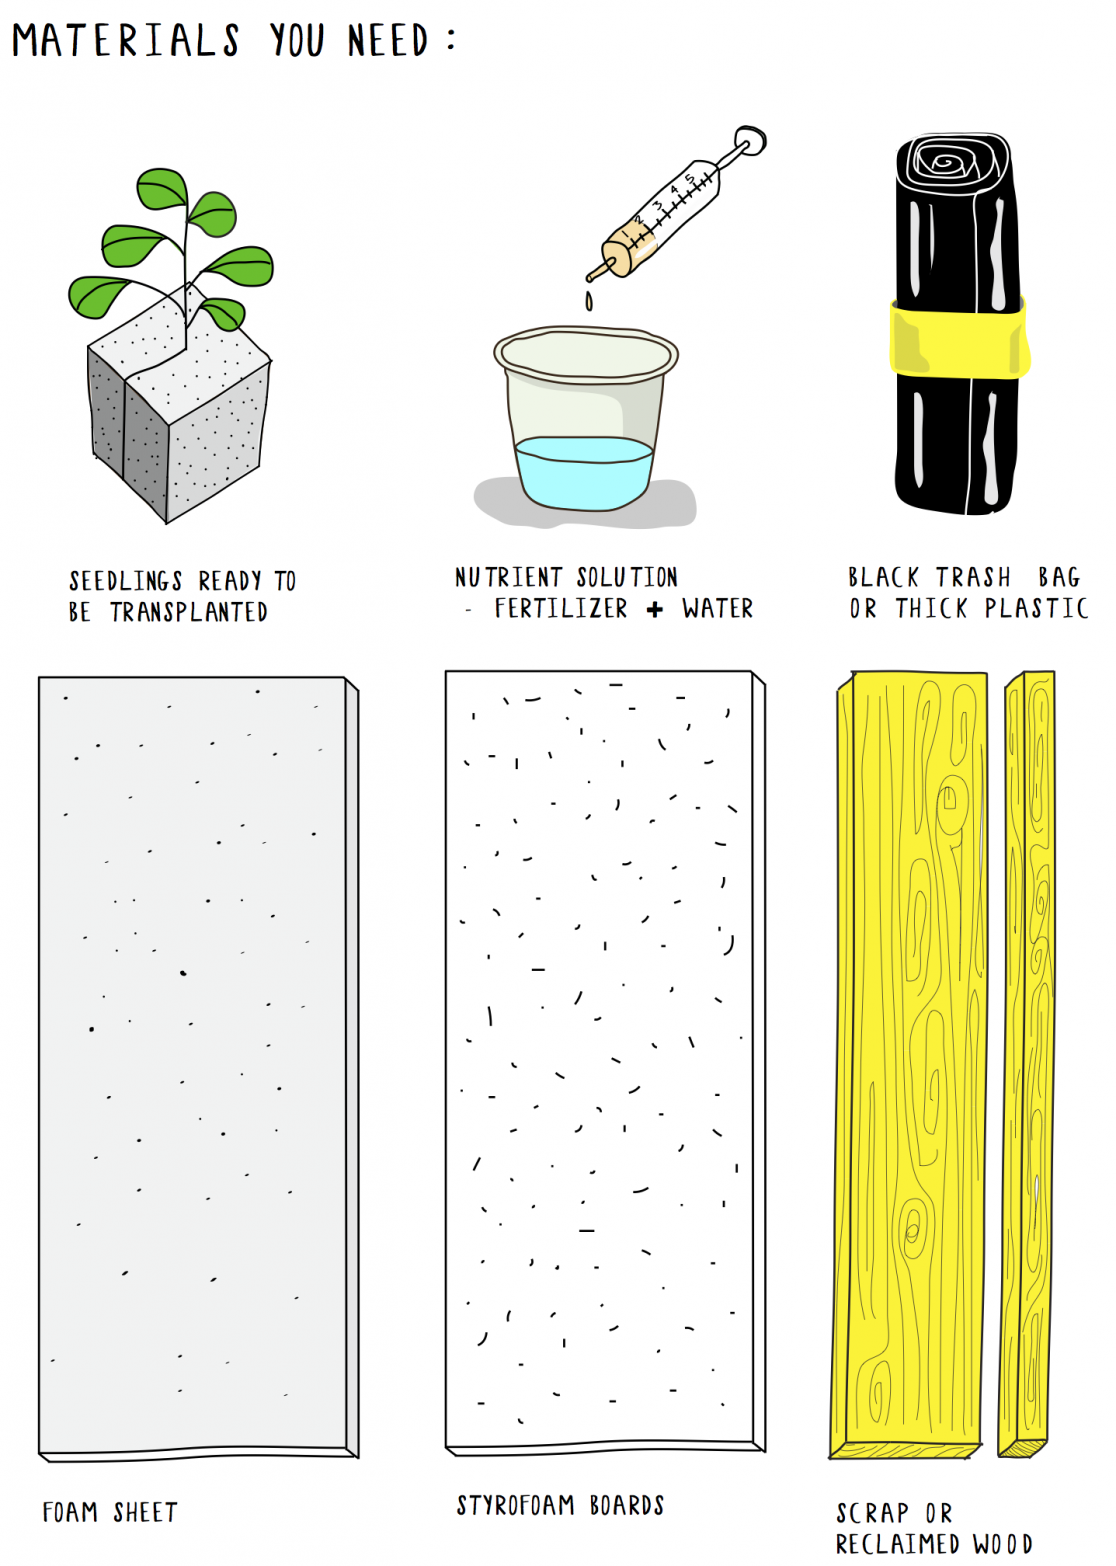 MATERIALS YOU NEED :
1 2 3 4 5
SEEDLINGS READY TO
BE TRANSPLANTED
NUTRIENT SOLUTION
- FERTILIZER + WATER
BLACK TRASH BAG
OR THICK PLASTIC
FOAM SHEET
STYROFOAM BOARDS
SCRAP OR
RECLAIMED WOOD